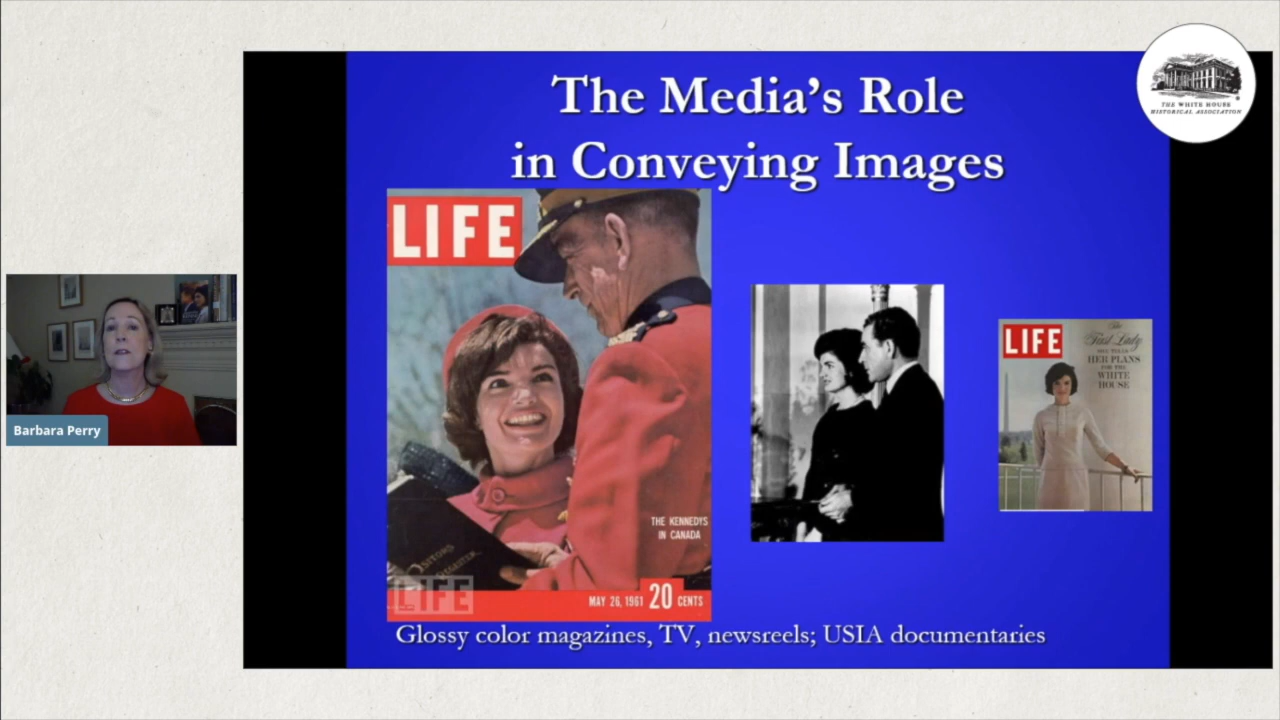 The Media's Role
in Conveying Images
THE WHITE HOUSE
HISTORICAL ASSOCIATION
LIFE
THE KENNEDYS
IN CANADA
LIFE
MAY 26, 1961 20 CENTS
LIFE
The
First Lady
SHE TELLS
HER PLANS
FOR THE
WHITE
HOUSE
Barbara Perry
Glossy color magazines, TV, newsreels; USIA documentaries